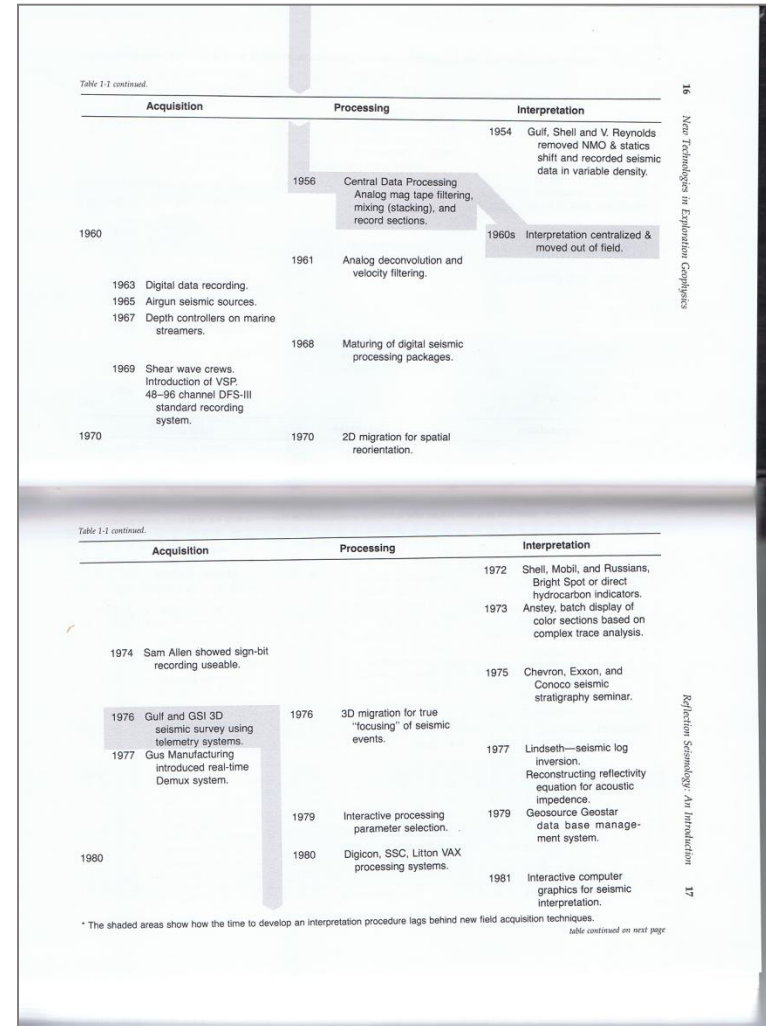 Table 1-1 continued.
16 New Technologies in Exploration Geophysics
Acquisition Processing Interpretation
1954 Gulf, Shell and V. Reynolds
removed NMO & statics
shift and recorded seismic
data in variable density.
1956 Central Data Processing
Analog mag tape filtering,
mixing (stacking), and
record sections.
1960
1960s Interpretation centralized &
moved out of field.
1961 Analog deconvolution and
velocity filtering.
1963 Digital data recording.
1965 Airgun seismic sources.
1967 Depth controllers on marine
streamers.
1968 Maturing of digital seismic
processing packages.
1969 Shear wave crews.
Introduction of VSP.
48–96 channel DFS-III
standard recording
system.
1970
1970 2D migration for spatial
reorientation.
Table 1-1 continued.
Acquisition Processing Interpretation
1972 Shell, Mobil, and Russians,
Bright Spot or direct
hydrocarbon indicators.
1973 Anstey, batch display of
color sections based on
complex trace analysis.
1974 Sam Allen showed sign-bit
recording useable.
1975 Chevron, Exxon, and
Conoco seismic
stratigraphy seminar.
1976 Gulf and GSI 3D
seismic survey using
telemetry systems.
1976 3D migration for true
"focusing" of seismic
events.
1977 Gus Manufacturing
introduced real-time
Demux system.
1977 Lindseth—seismic log
inversion.
Reconstructing reflectivity
equation for acoustic
impedence.
1979 Interactive processing
parameter selection.
1979 Geosource Geostar
data base manage-
ment system.
1980
1980 Digicon, SSC, Litton VAX
processing systems.
1981 Interactive computer
graphics for seismic
interpretation.
* The shaded areas show how the time to develop an interpretation procedure lags behind new field acquisition techniques.
table continued on next page
Reflection Seismology: An Introduction 17